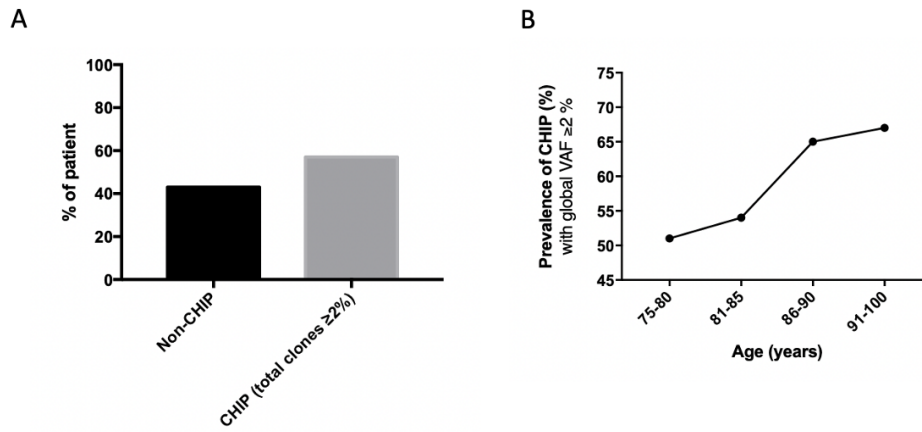 A
% of patient
100
80
60
40
20
0
Non-CHIP
CHIP (total clones ≥2%)
B
Prevalence of CHIP (%)
with global VAF ≥2 %
75
70
65
60
55
50
45
75-80
81-85
86-90
91-100
Age (years)